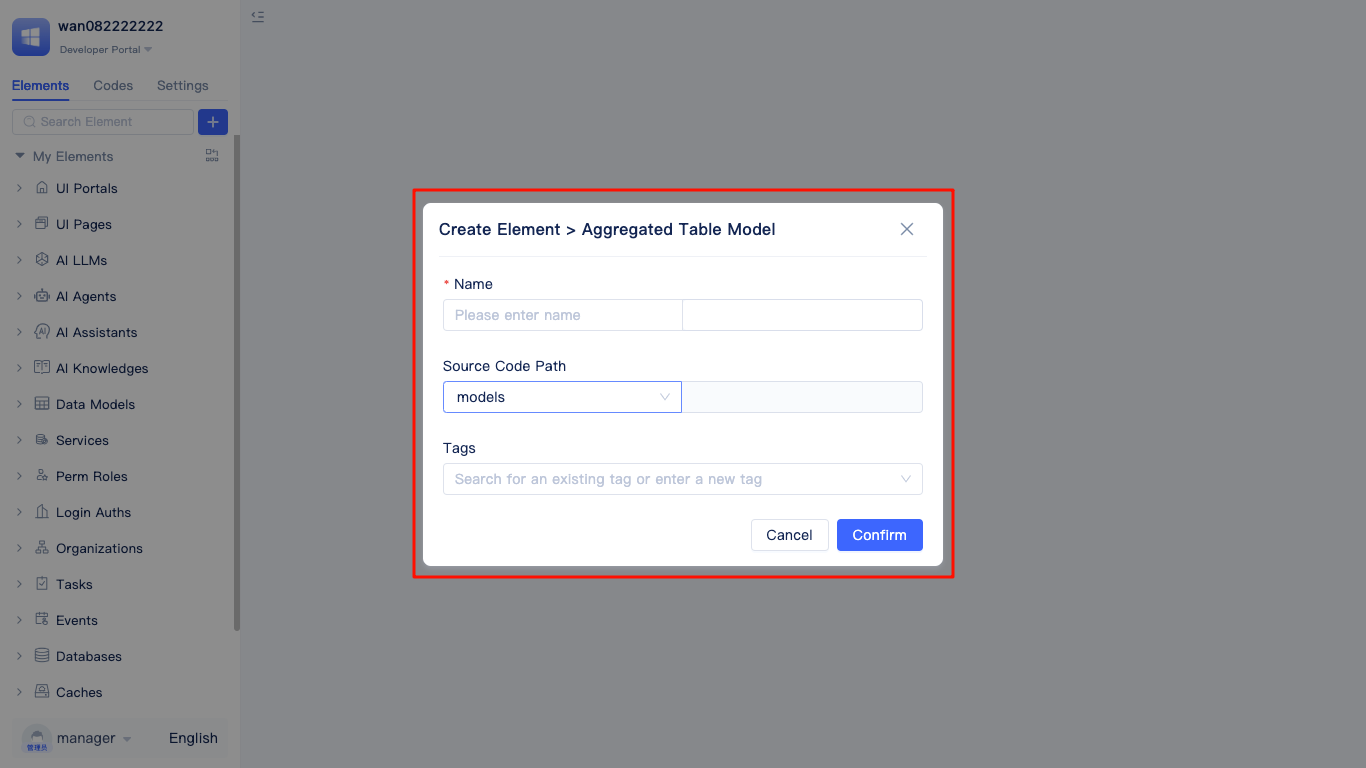 wan082222222
Developer Portal
Elements Codes Settings
Search Element
My Elements
UI Portals
UI Pages
AI LLMs
AI Agents
AI Assistants
AI Knowledges
Data Models
Services
Perm Roles
Login Auths
Organizations
Tasks
Events
Databases
Caches
管理员
manager English
Create Element > Aggregated Table Model
* Name
Please enter name
Source Code Path
models
Tags
Search for an existing tag or enter a new tag
Cancel Confirm